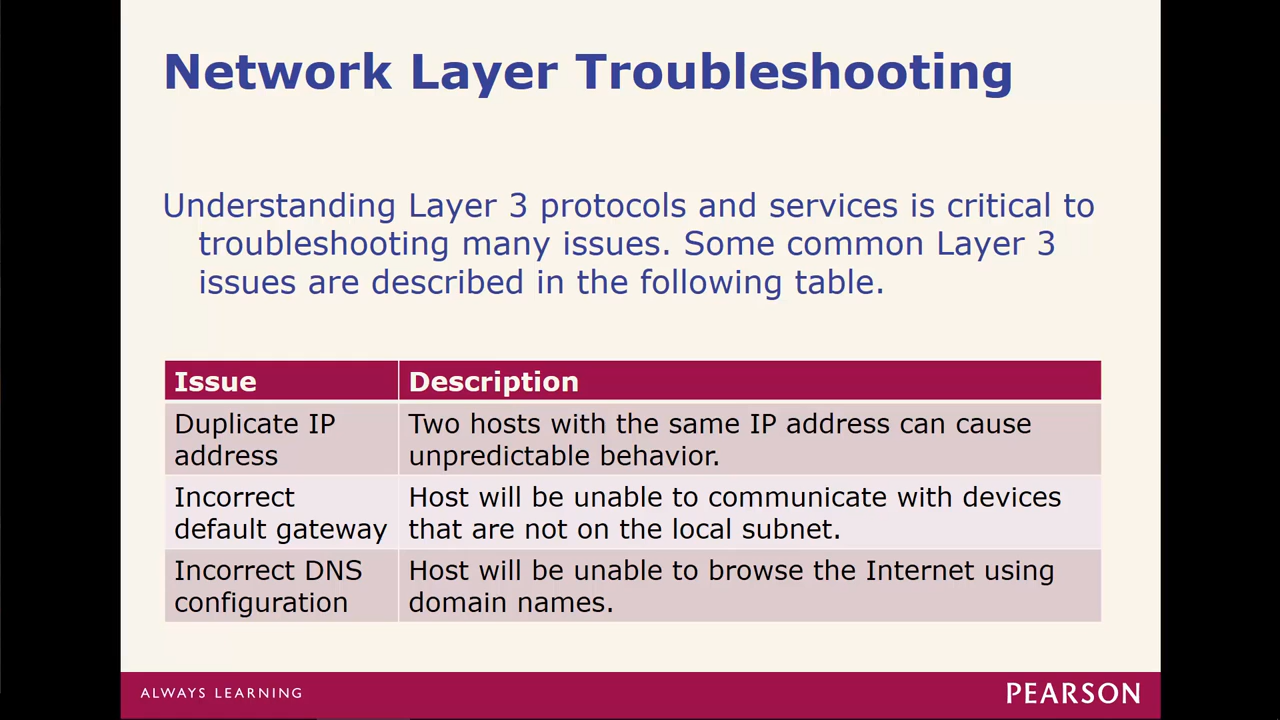 Network Layer Troubleshooting
Understanding Layer 3 protocols and services is critical to
troubleshooting many issues. Some common Layer 3
issues are described in the following table.
Issue Description
Duplicate IP address Two hosts with the same IP address can cause unpredictable behavior.
Incorrect default gateway Host will be unable to communicate with devices that are not on the local subnet.
Incorrect DNS configuration Host will be unable to browse the Internet using domain names.
ALWAYS LEARNING PEARSON